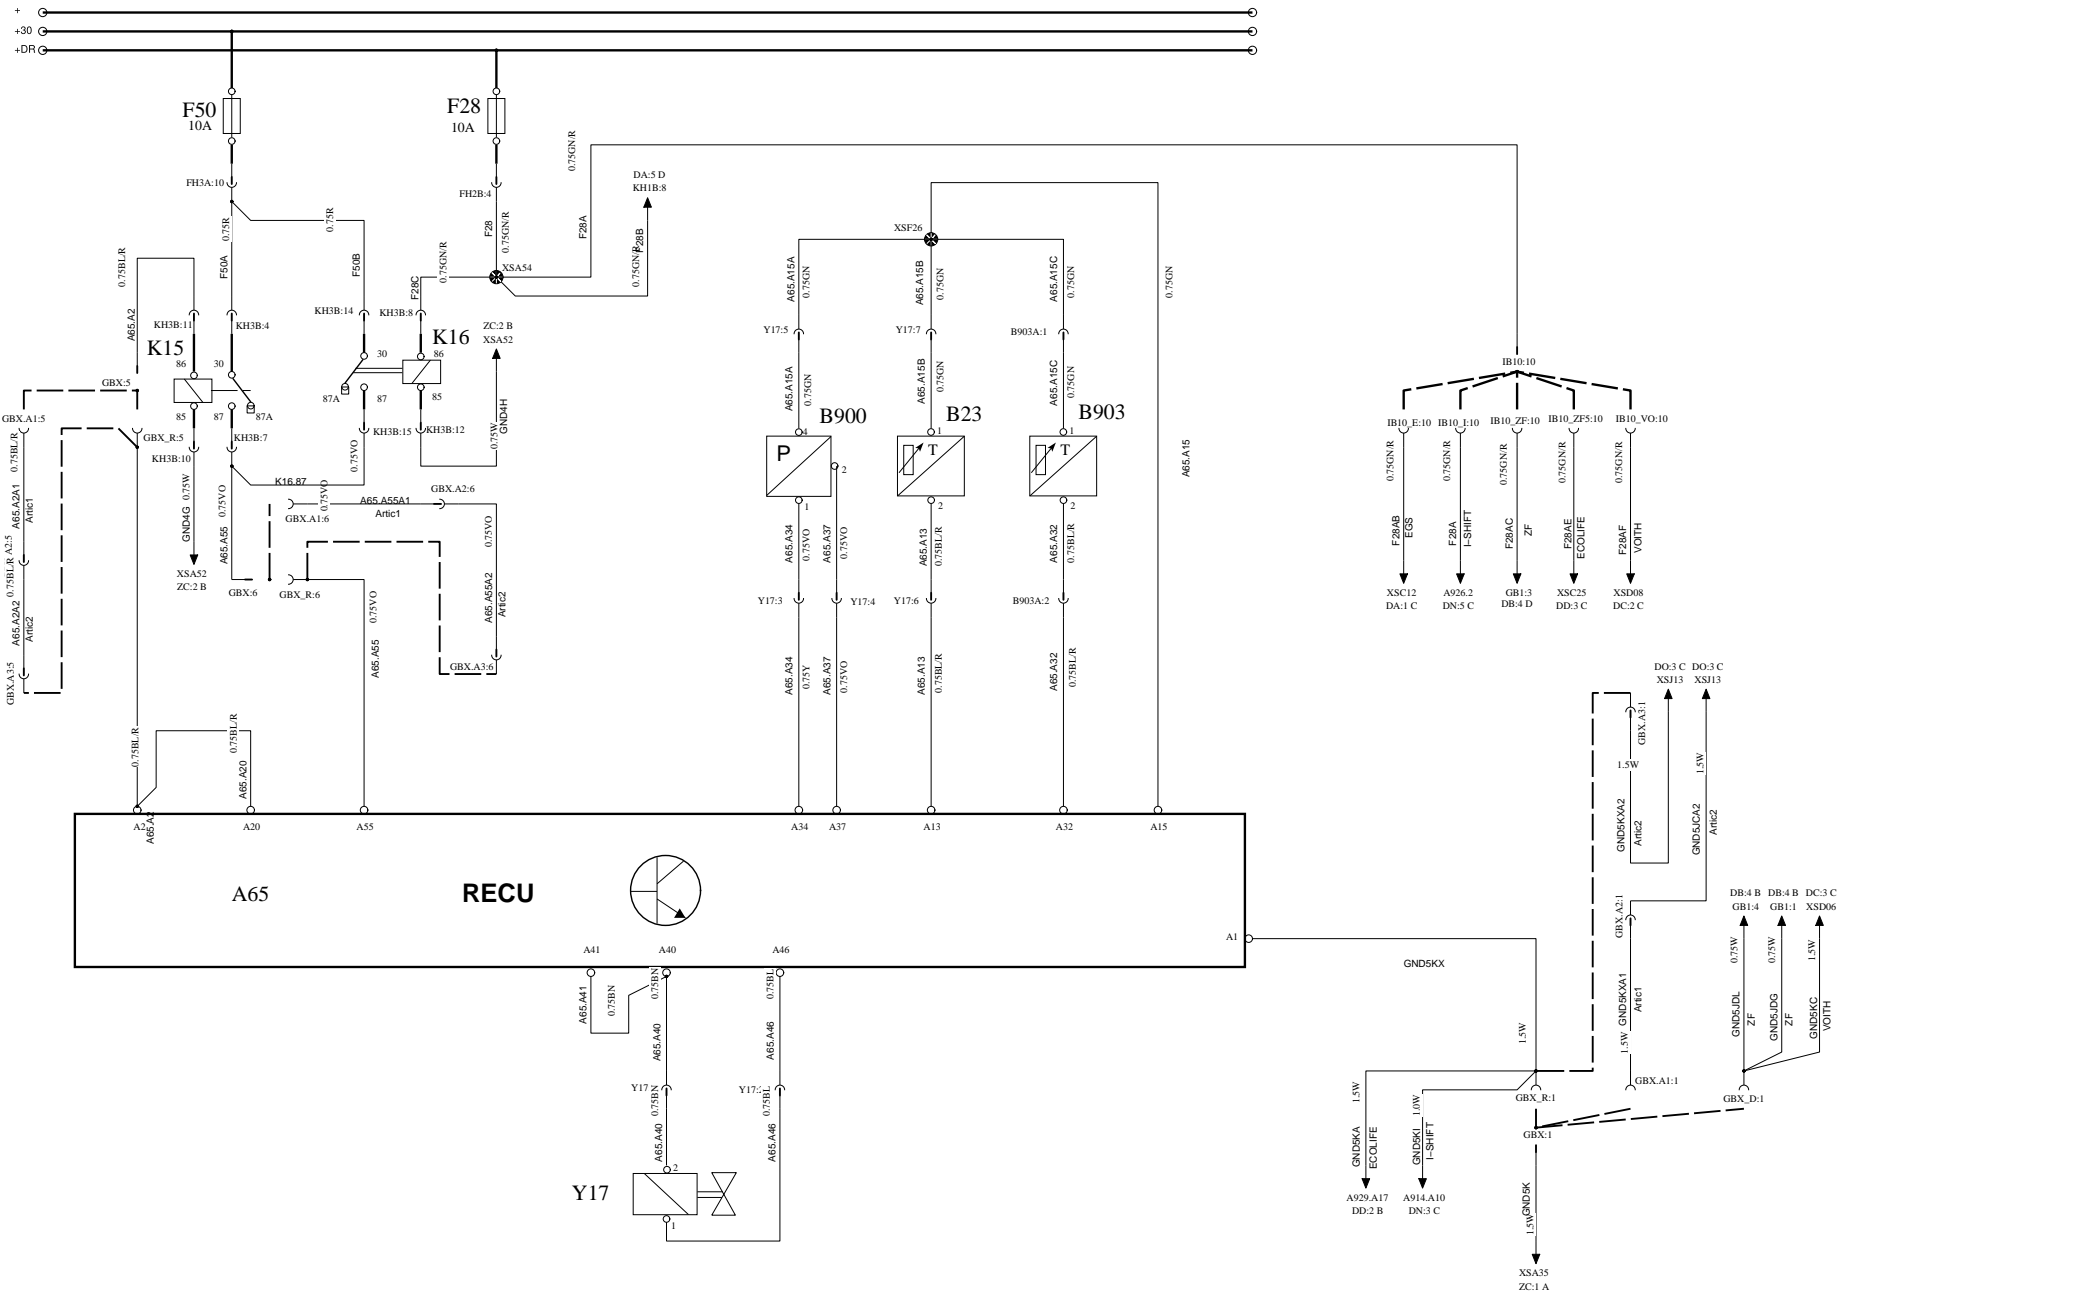 +
+30
+DR
F50
10A
F28
10A
FH3A:10
FH2B:4
0.75R
0.75R
F50A
F50B
0.75BL/R
A65.A2
F28
0.75GN/R
0.75GN/R
F28C
XSA54
F28A
0.75GN/R
DA:5 D
KH1B:8
F28B
0.75GN/R
KH3B:11
KH3B:4
KH3B:14
KH3B:8
K15
K16
ZC:2 B
XSA52
86
30
30
86
85
87
87A
87A
87
85
GBX:5
GBX.A1:5
GBX_R:5
KH3B:7
KH3B:10
KH3B:15
KH3B:12
0.75W
GND4H
0.75BL/R
A65.A2A1
Artic1
0.75BL/R
A2:5
A65.A2A2
Artic2
GBX.A3:5
GND4G
0.75W
XSA52
ZC:2 B
0.75VO
A65.A55
0.75VO
K16.87
0.75VO
A65.A55A1
Artic1
GBX.A1:6
GBX.A2:6
0.75VO
A65.A55A2
Artic2
GBX.A3:6
GBX:6
GBX_R:6
0.75VO
A65.A55
0.75BL/R
0.75BL/R
A65.A20
XSF26
A65.A15A
0.75GN
A65.A15B
0.75GN
A65.A15C
0.75GN
0.75GN
A65.A15
Y17:5
Y17:7
B903A:1
A65.A15A
0.75GN
A65.A15B
0.75GN
A65.A15C
0.75GN
B900
B23
B903
4
1
1
P
T
T
2
1
2
2
A65.A34
0.75VO
A65.A37
0.75VO
A65.A13
0.75BL/R
A65.A32
0.75BL/R
Y17:3
Y17:4
Y17:6
B903A:2
A65.A34
0.75Y
A65.A37
0.75VO
A65.A13
0.75BL/R
A65.A32
0.75BL/R
IB10:10
IB10_E:10
IB10_I:10
IB10_ZF:10
IB10_ZF5:10
IB10_VO:10
0.75GN/R
0.75GN/R
0.75GN/R
0.75GN/R
0.75GN/R
F28AB
EGS
F28A
I-SHIFT
F28AC
ZF
F28AE
ECOLIFE
F28AF
VOITH
XSC12
DA:1 C
A926.2
DN:5 C
GB1:3
DB:4 D
XSC25
DD:3 C
XSD08
DC:2 C
A2
A65.A2
A20
A55
A34
A37
A13
A32
A15
A65
RECU
A1
A41
A40
A46
A65.A41
0.75BN
0.75BN
A65.A40
0.75BL
A65.A46
Y17
0.75BN
A65.A40
0.75BL
A65.A46
Y17
2
1
GND5KX
1.5W
DO:3 C
XSJ13
DO:3 C
XSJ13
GBX.A3:1
1.5W
GND5KXA2
Artic2
1.5W
GND5JCA2
Artic2
GBX.A2:1
GND5KXA1
Artic1
1.5W
GBX.A1:1
DB:4 B
GB1:4
DB:4 B
GB1:1
DC:3 C
XSD06
0.75W
0.75W
1.5W
GND5JDL
ZF
GND5JDG
ZF
GND5KC
VOITH
GBX_R:1
GBX_D:1
GBX:1
1.5W
GND5KA
ECOLIFE
1.0W
GND5KI
I-SHIFT
A929.A17
DD:2 B
A914.A10
DN:3 C
GND5K
1.5W
XSA35
ZC:1 A